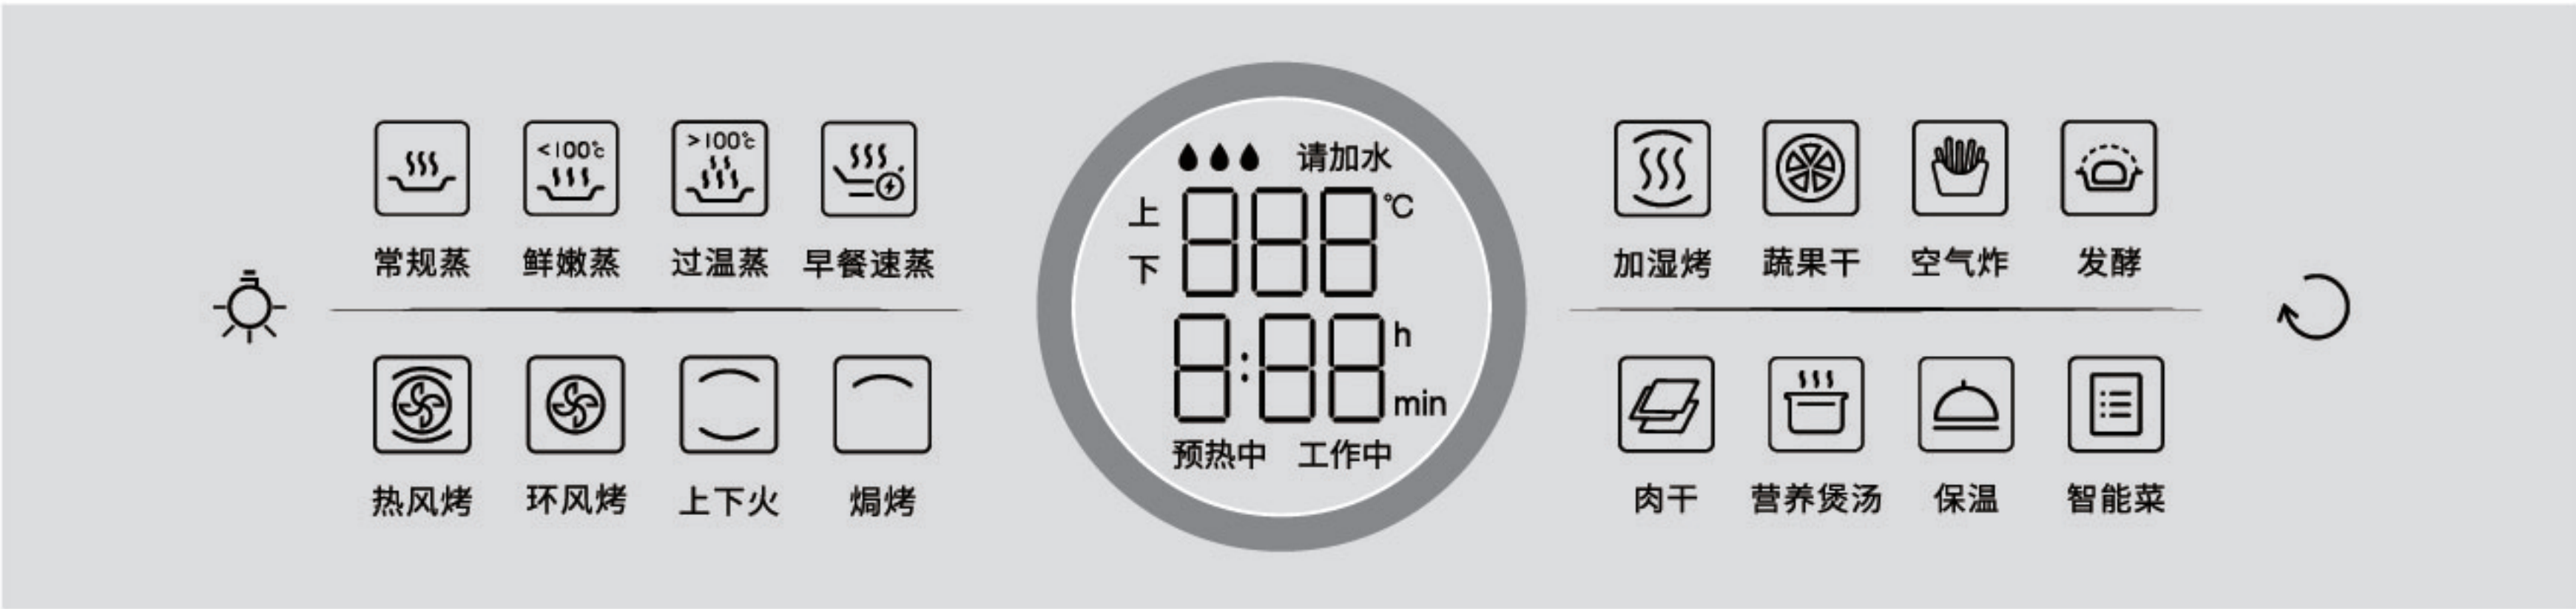 <100℃
>100℃
常规蒸 鲜嫩蒸 过温蒸 早餐速蒸
热风烤 环风烤 上下火 焗烤
请加水
上 888 ℃
下
8:88 h
min
预热中 工作中
加湿烤 蔬果干 空气炸 发酵
肉干 营养煲汤 保温 智能菜